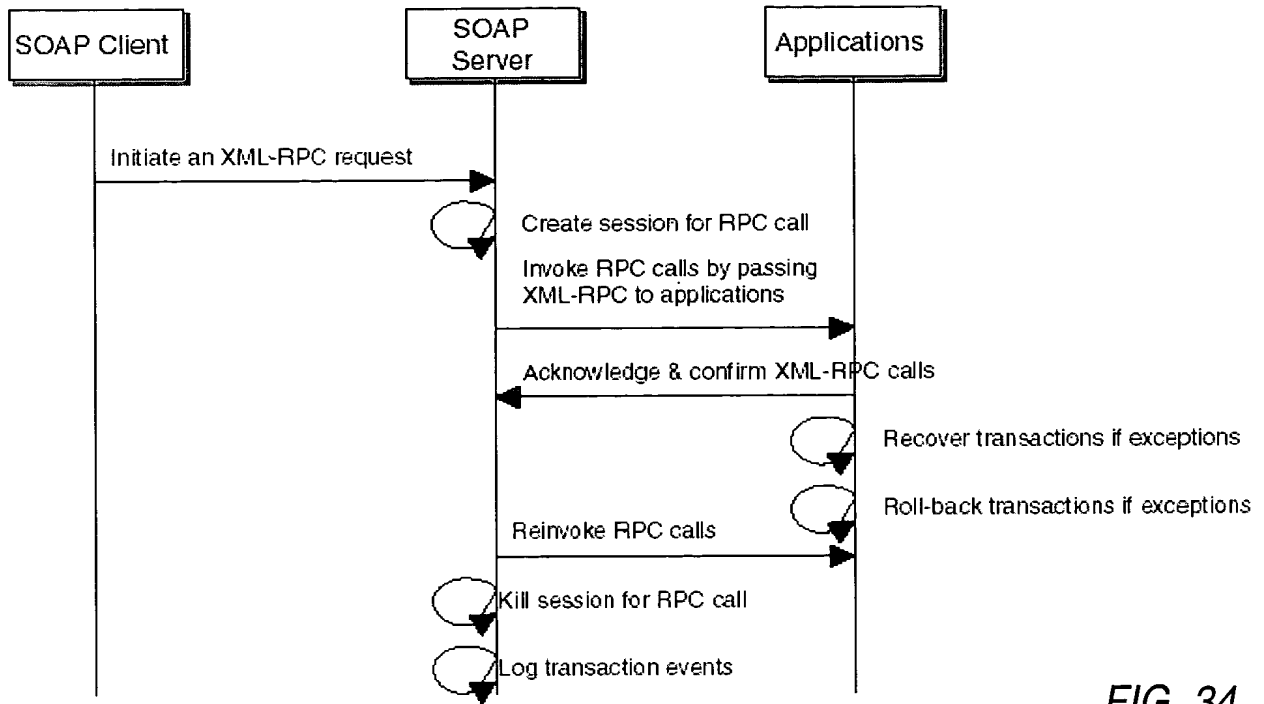 SOAP Client
SOAP
Server
Applications
Initiate an XML-RPC request
Create session for RPC call
Invoke RPC calls by passing
XML-RPC to applications
Acknowledge & confirm XML-RPC calls
Recover transactions if exceptions
Roll-back transactions if exceptions
Reinvoke RPC calls
Kill session for RPC call
Log transaction events
FIG. 34